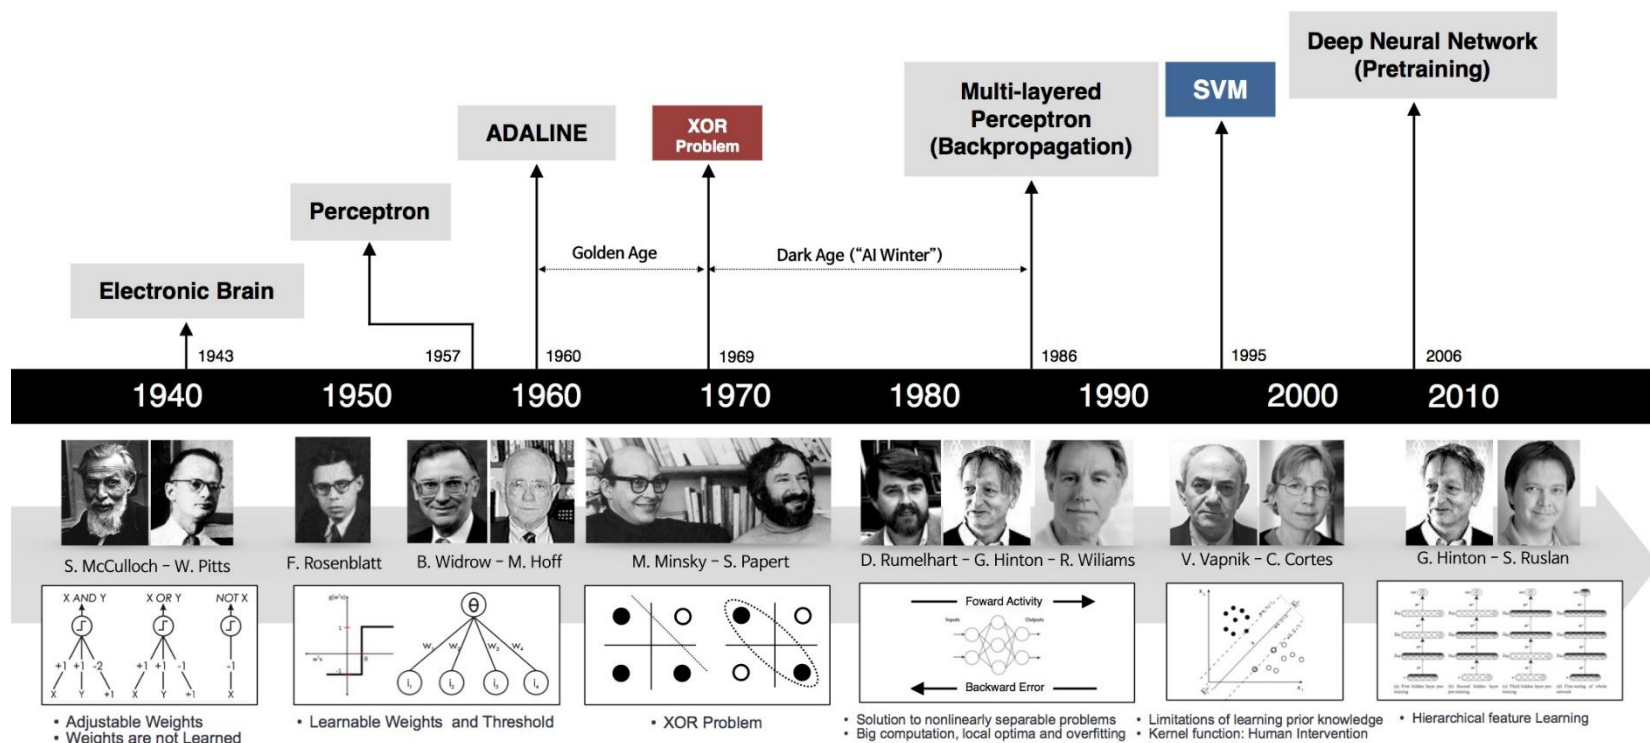 Deep Neural Network
(Pretraining)
Multi-layered
Perceptron
(Backpropagation)
SVM
ADALINE
XOR
Problem
Perceptron
Golden Age
Dark Age ("AI Winter")
Electronic Brain
1943
1957
1960
1969
1986
1995
2006
1940
1950
1960
1970
1980
1990
2000
2010
S. McCulloch – W. Pitts
F. Rosenblatt
B. Widrow – M. Hoff
M. Minsky – S. Papert
D. Rumelhart – G. Hinton – R. Wiliams
V. Vapnik – C. Cortes
G. Hinton – S. Ruslan
X AND Y
X OR Y
NOT X
+1 +1 -2
+1 +1 -1
-1
X Y +1
X Y +1
X
θ
Foward Activity
Inputs
Outputs
Backward Error
• Adjustable Weights
• Weights are not Learned
• Learnable Weights and Threshold
• XOR Problem
• Solution to nonlinearly separable problems
• Big computation, local optima and overfitting
• Limitations of learning prior knowledge
• Kernel function: Human Intervention
• Hierarchical feature Learning